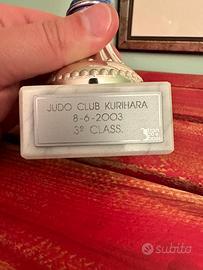 JUDO CLUB KURIHARA
8-6-2003
3° CLASS.
subito